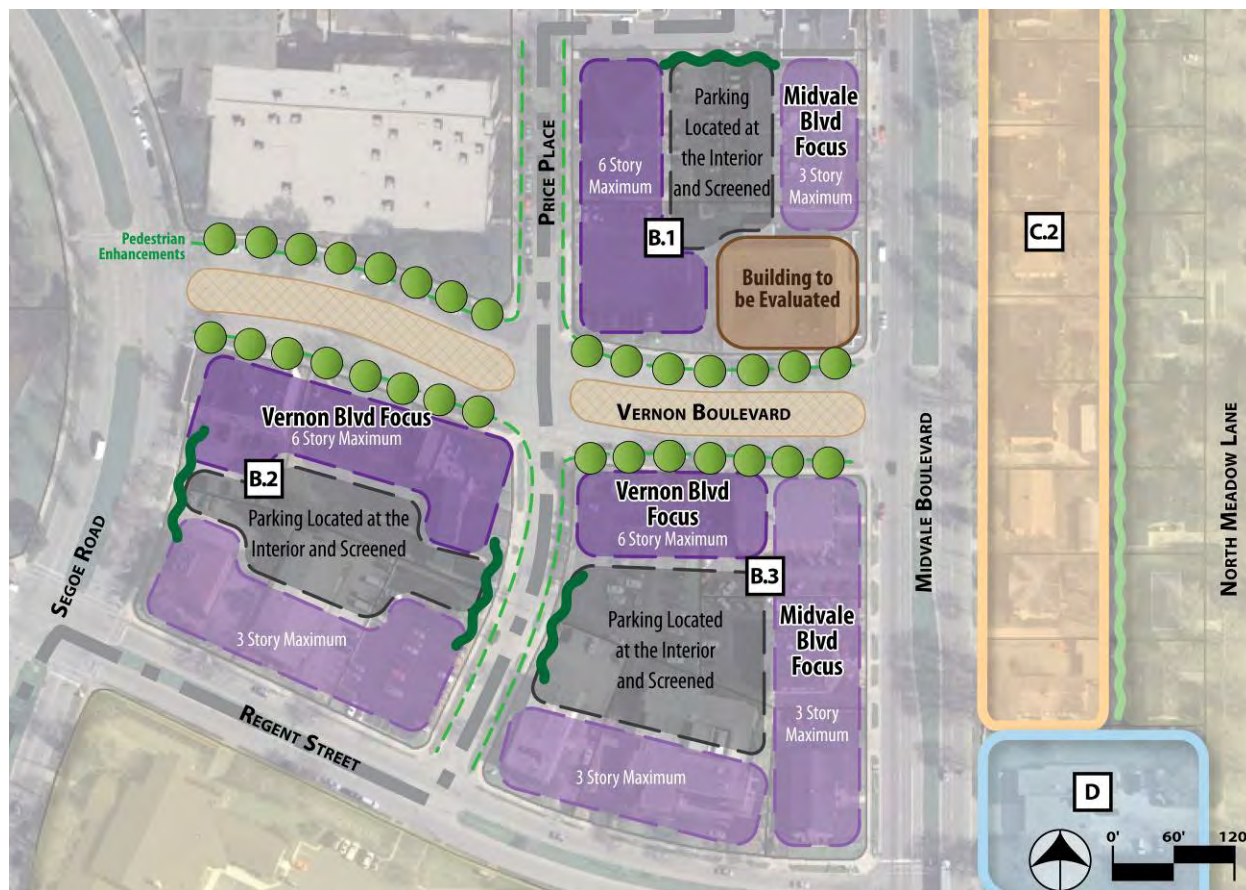 PRICE PLACE
Parking
Located at
the Interior
and Screened
Midvale
Blvd
Focus
3 Story
Maximum
6 Story
Maximum
B.1
C.2
Pedestrian
Enhancements
Building to
be Evaluated
VERNON BOULEVARD
Vernon Blvd Focus
6 Story Maximum
B.2
Parking Located at the
Interior and Screened
3 Story Maximum
SEGOE ROAD
REGENT STREET
Vernon Blvd
Focus
6 Story Maximum
B.3
Parking Located
at the Interior
and Screened
Midvale
Blvd
Focus
3 Story
Maximum
3 Story Maximum
MIDVALE BOULEVARD
NORTH MEADOW LANE
D
0' 60' 120